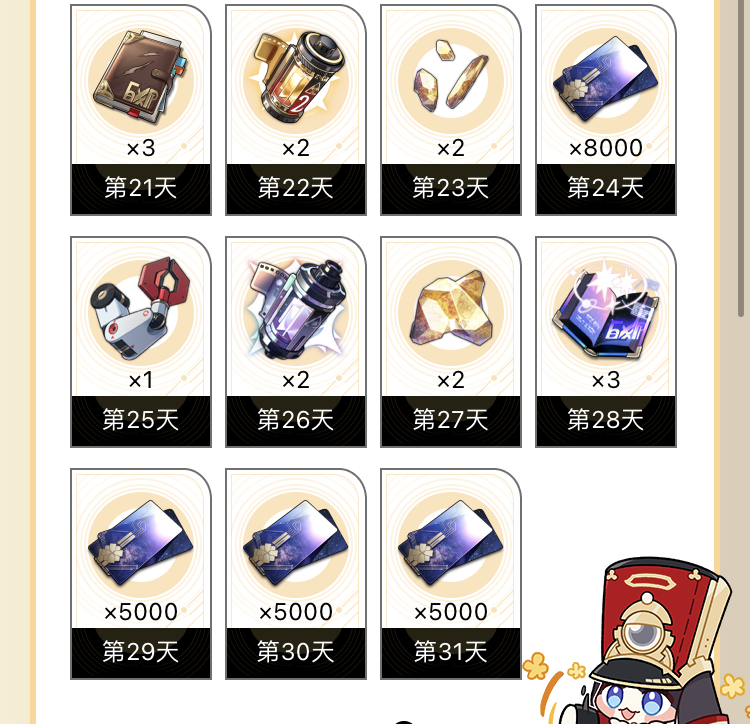 ×3
×2
×2
×8000
第21天
第22天
第23天
第24天
×1
×2
×2
×3
第25天
第26天
第27天
第28天
×5000
×5000
×5000
第29天
第30天
第31天